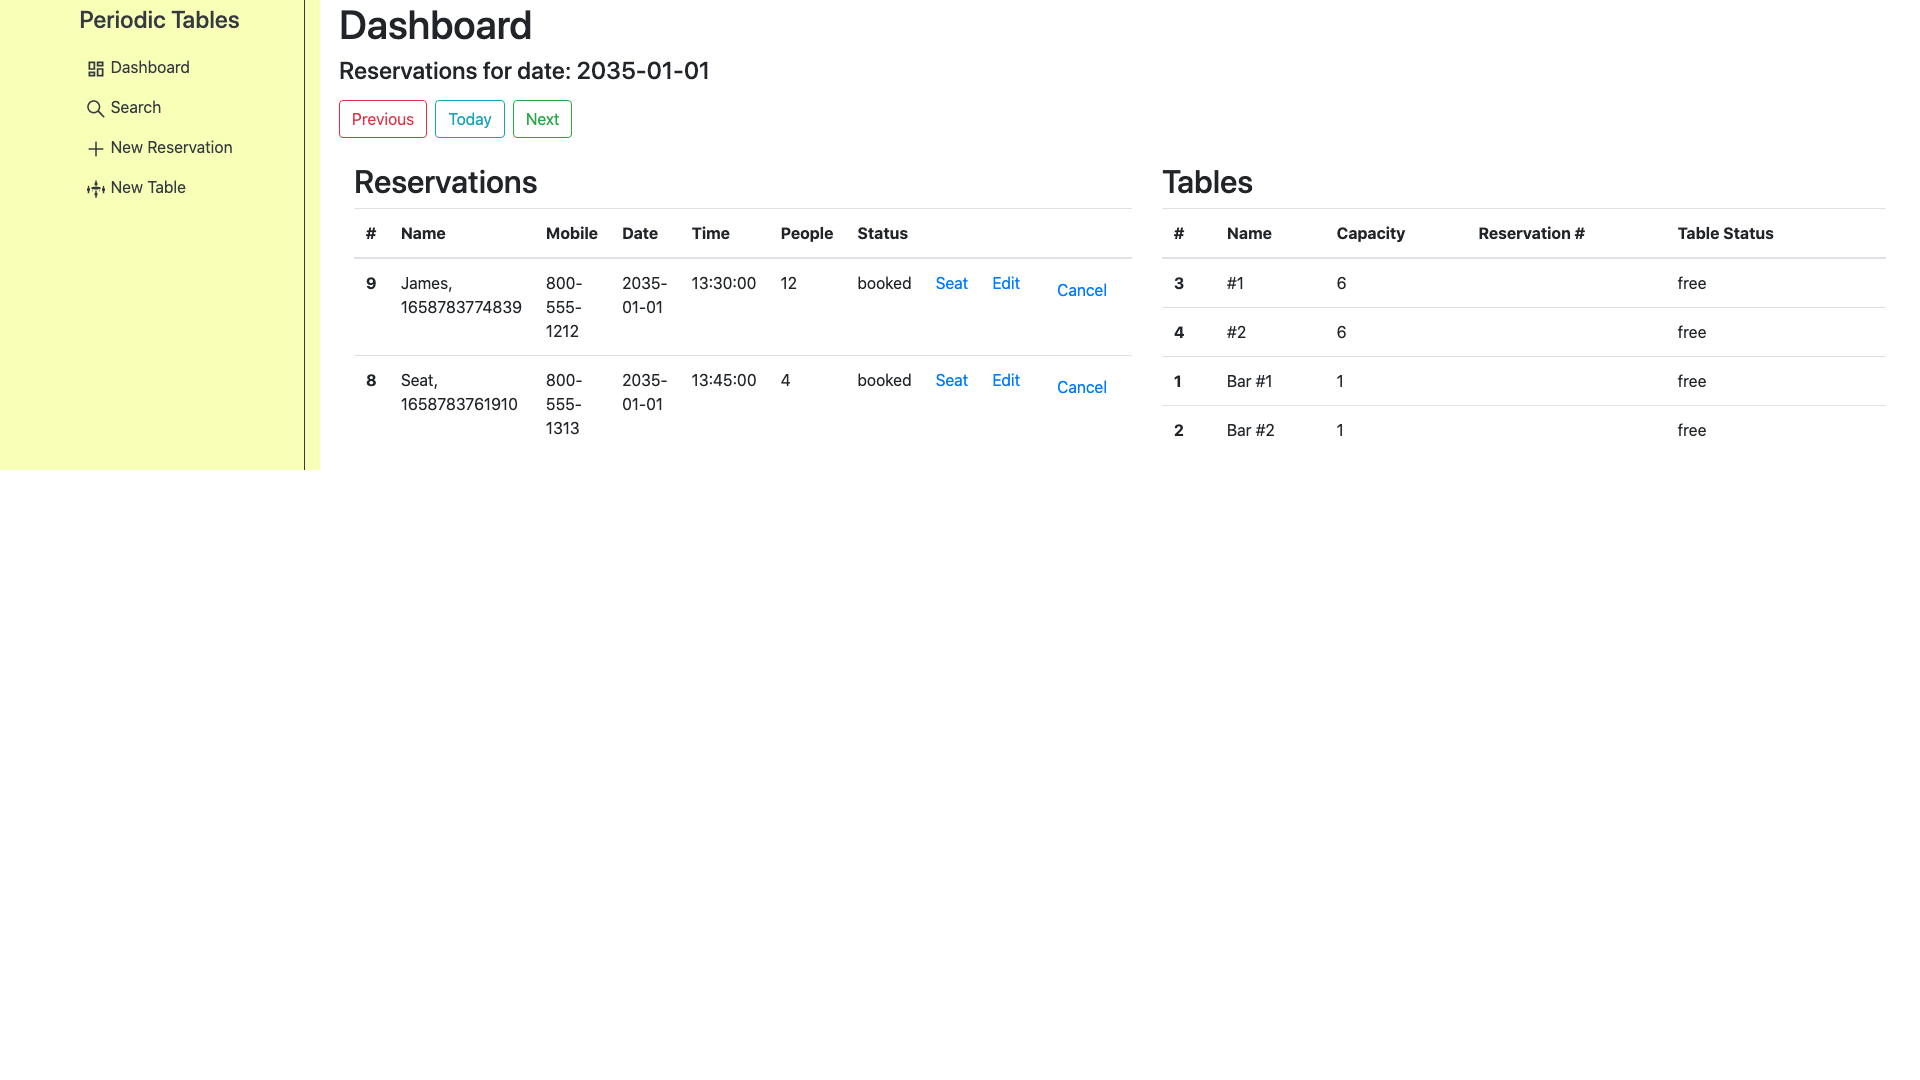 Periodic Tables
Dashboard
Search
New Reservation
New Table
Dashboard
Reservations for date: 2035-01-01
Previous Today Next
Reservations
# Name Mobile Date Time People Status
9 James, 800- 2035- 13:30:00 12 booked Seat Edit Cancel
1658783774839 555- 01-01
1212
8 Seat, 800- 2035- 13:45:00 4 booked Seat Edit Cancel
1658783761910 555- 01-01
1313
Tables
# Name Capacity Reservation # Table Status
3 #1 6 free
4 #2 6 free
1 Bar #1 1 free
2 Bar #2 1 free